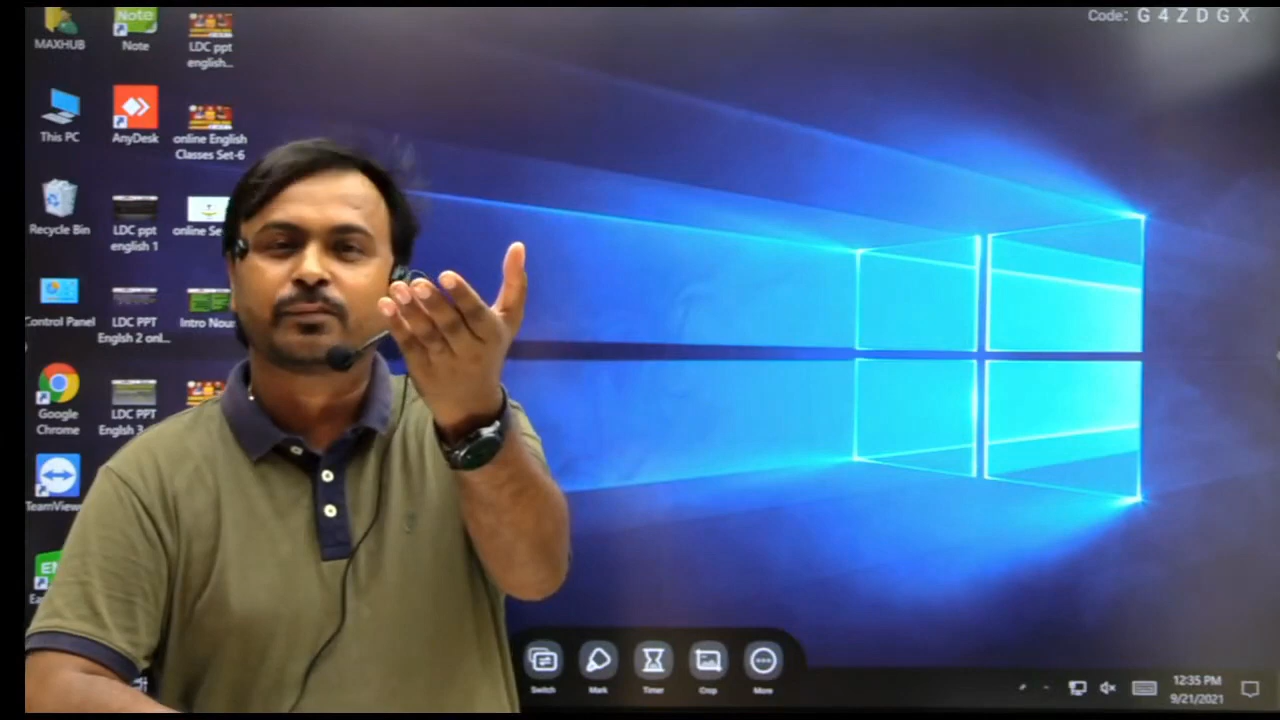 Code: G4ZDGX
MAXHUB
Note
Note
LDC ppt
english...
This PC
AnyDesk
online English
Classes Set-6
Recycle Bin
LDC ppt
english 1
online Se
Control Panel
LDC PPT
Englsh 2 onl...
Intro Nou
Google
Chrome
LDC PPT
Englsh 3
TeamView
Switch
Mark
Timer
Crop
More
12:35 PM
9/21/2021